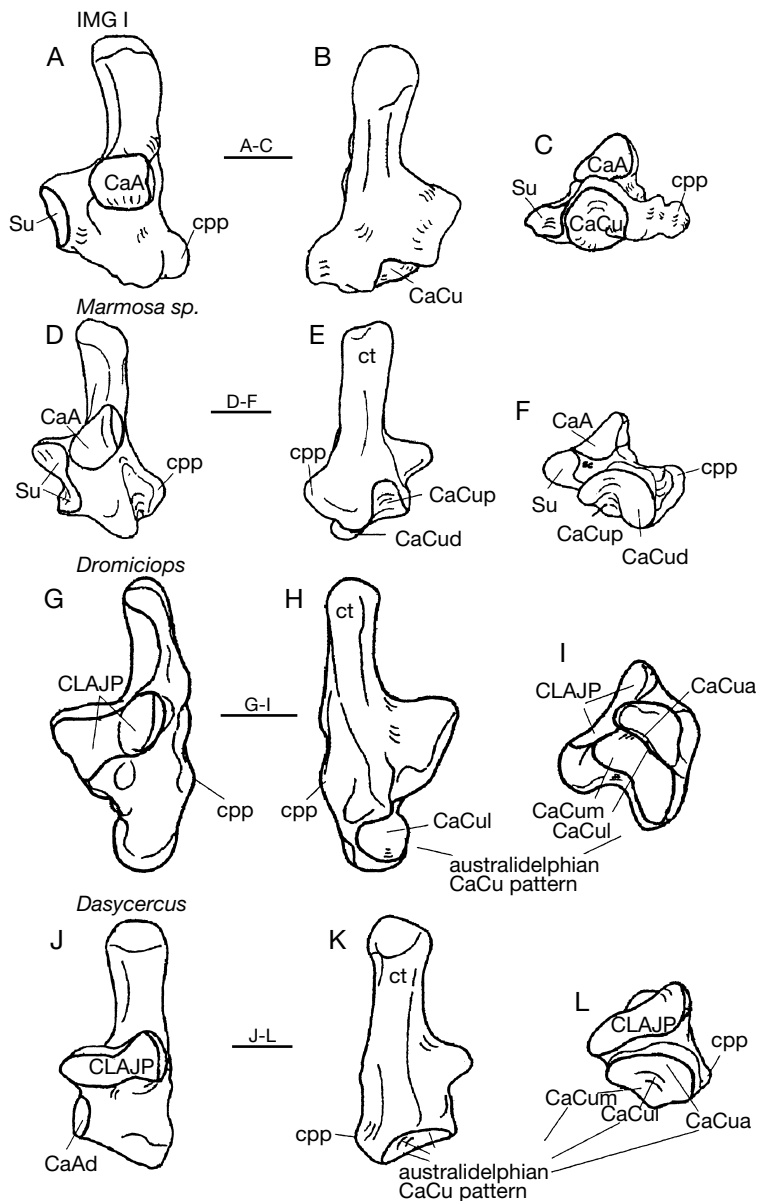 IMG I
A
B
A-C
C
CaA
CaA
Su
Su
cpp
cpp
CaCu
CaCu
Marmosa sp.
D
E
D-F
F
ct
CaA
CaA
cpp
cpp
cpp
Su
Su
CaCup
CaCup
CaCud
CaCud
Dromiciops
G
H
I
ct
CLAJP
CLAJP
CaCua
G-I
cpp
cpp
CaCum
CaCul
CaCul
australidelphian
CaCu pattern
Dasycercus
J
K
L
ct
J-L
CLAJP
CLAJP
cpp
CaCum
CaCul
CaCua
CaAd
cpp
australidelphian
CaCu pattern